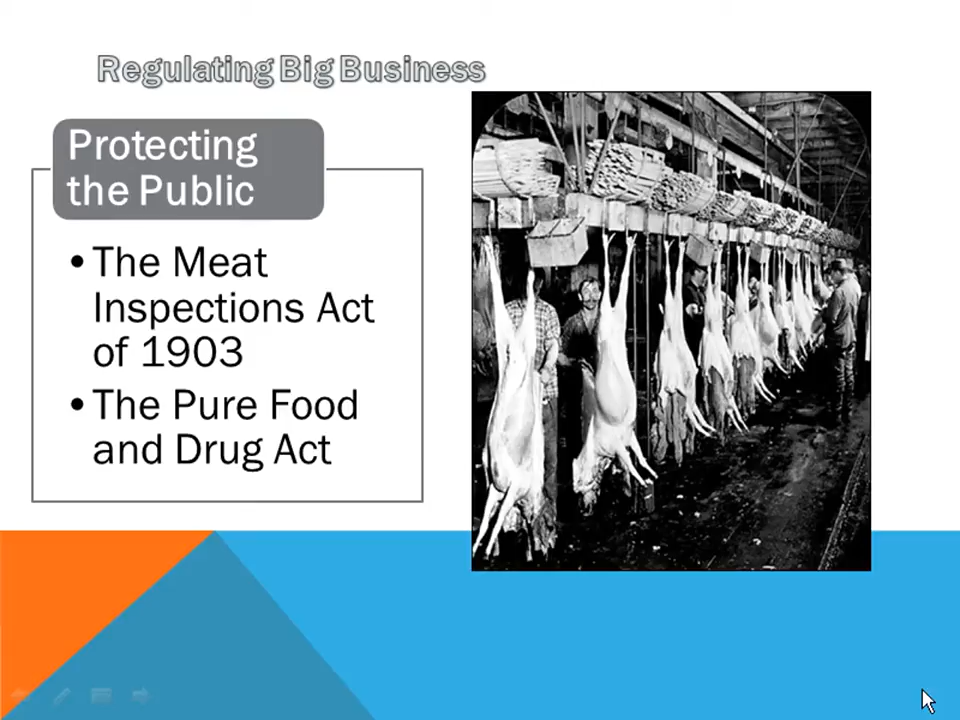 Regulating Big Business
Protecting
the Public
•The Meat
Inspections Act
of 1903
•The Pure Food
and Drug Act